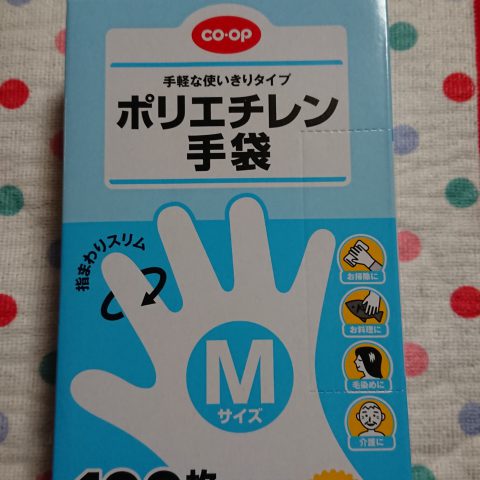 co·op
手軽な使いきりタイプ
ポリエチレン
手袋
指まわりスリム
M
サイズ
お掃除に
お料理に
毛染めに
介護に